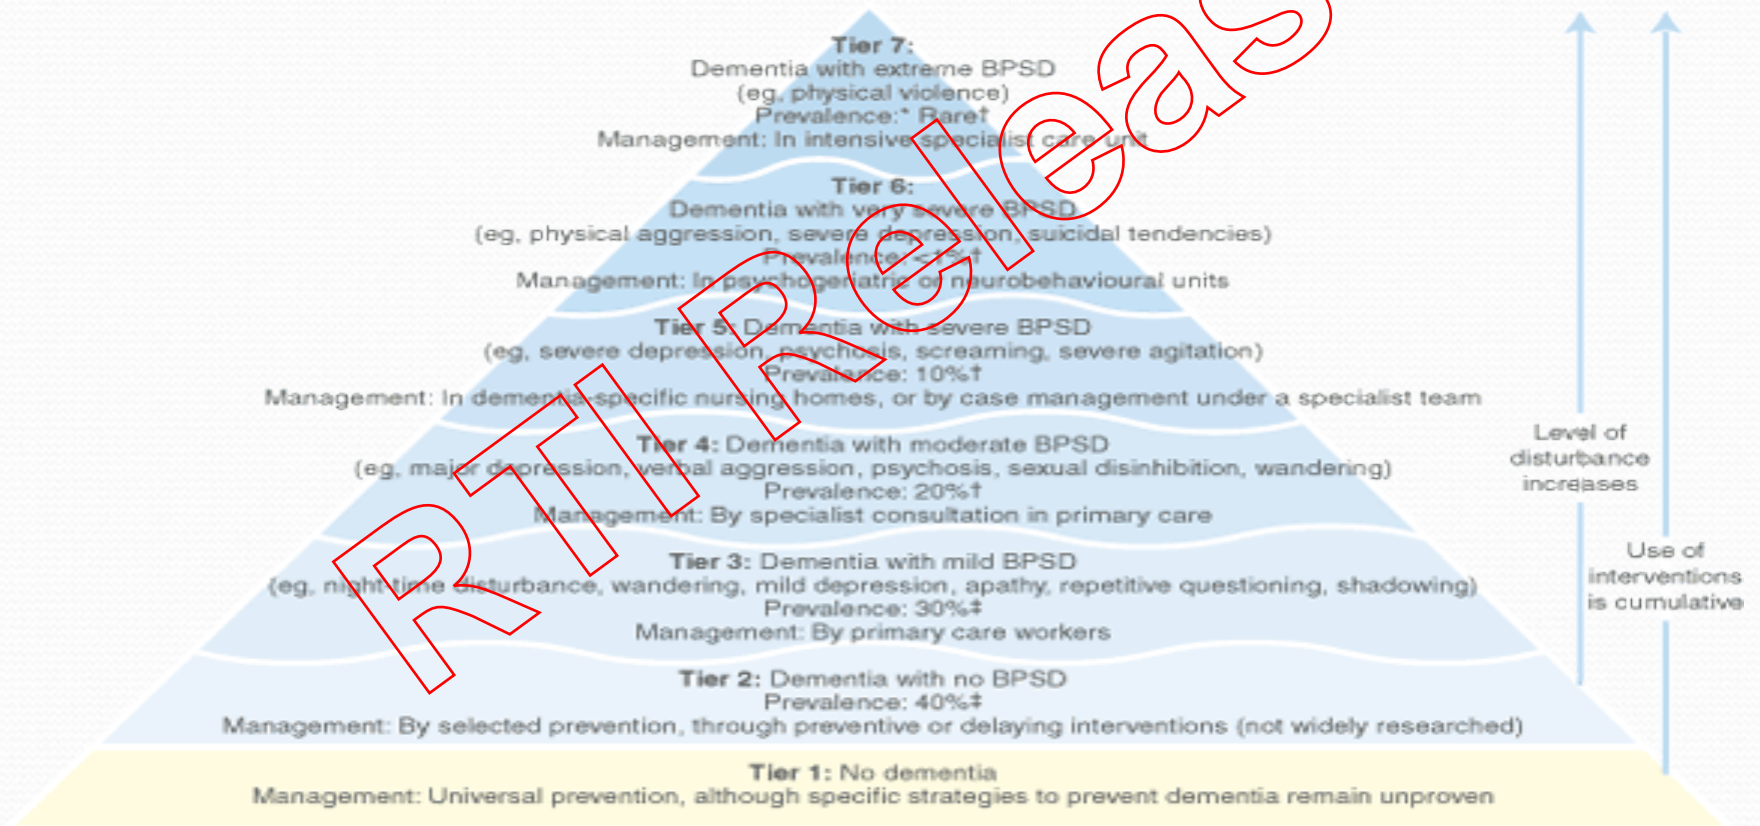 Tier 7:
Dementia with extreme BPSD
(eg, physical violence)
Prevalence:* Rare†
Management: In intensive specialist care unit
Tier 6:
Dementia with very severe BPSD
(eg, physical aggression, severe depression, suicidal tendencies)
Prevalence: <1%†
Management: In psychogeriatric or neurobehavioural units
Tier 5: Dementia with severe BPSD
(eg, severe depression, psychosis, screaming, severe agitation)
Prevalence: 10%†
Management: In dementia-specific nursing homes, or by case management under a specialist team
Tier 4: Dementia with moderate BPSD
(eg, major depression, verbal aggression, psychosis, sexual disinhibition, wandering)
Prevalence: 20%†
Management: By specialist consultation in primary care
Tier 3: Dementia with mild BPSD
(eg, night-time disturbance, wandering, mild depression, apathy, repetitive questioning, shadowing)
Prevalence: 30%‡
Management: By primary care workers
Tier 2: Dementia with no BPSD
Prevalence: 40%‡
Management: By selected prevention, through preventive or delaying interventions (not widely researched)
Tier 1: No dementia
Management: Universal prevention, although specific strategies to prevent dementia remain unproven
Level of
disturbance
increases
Use of
interventions
is cumulative
RTI Releas